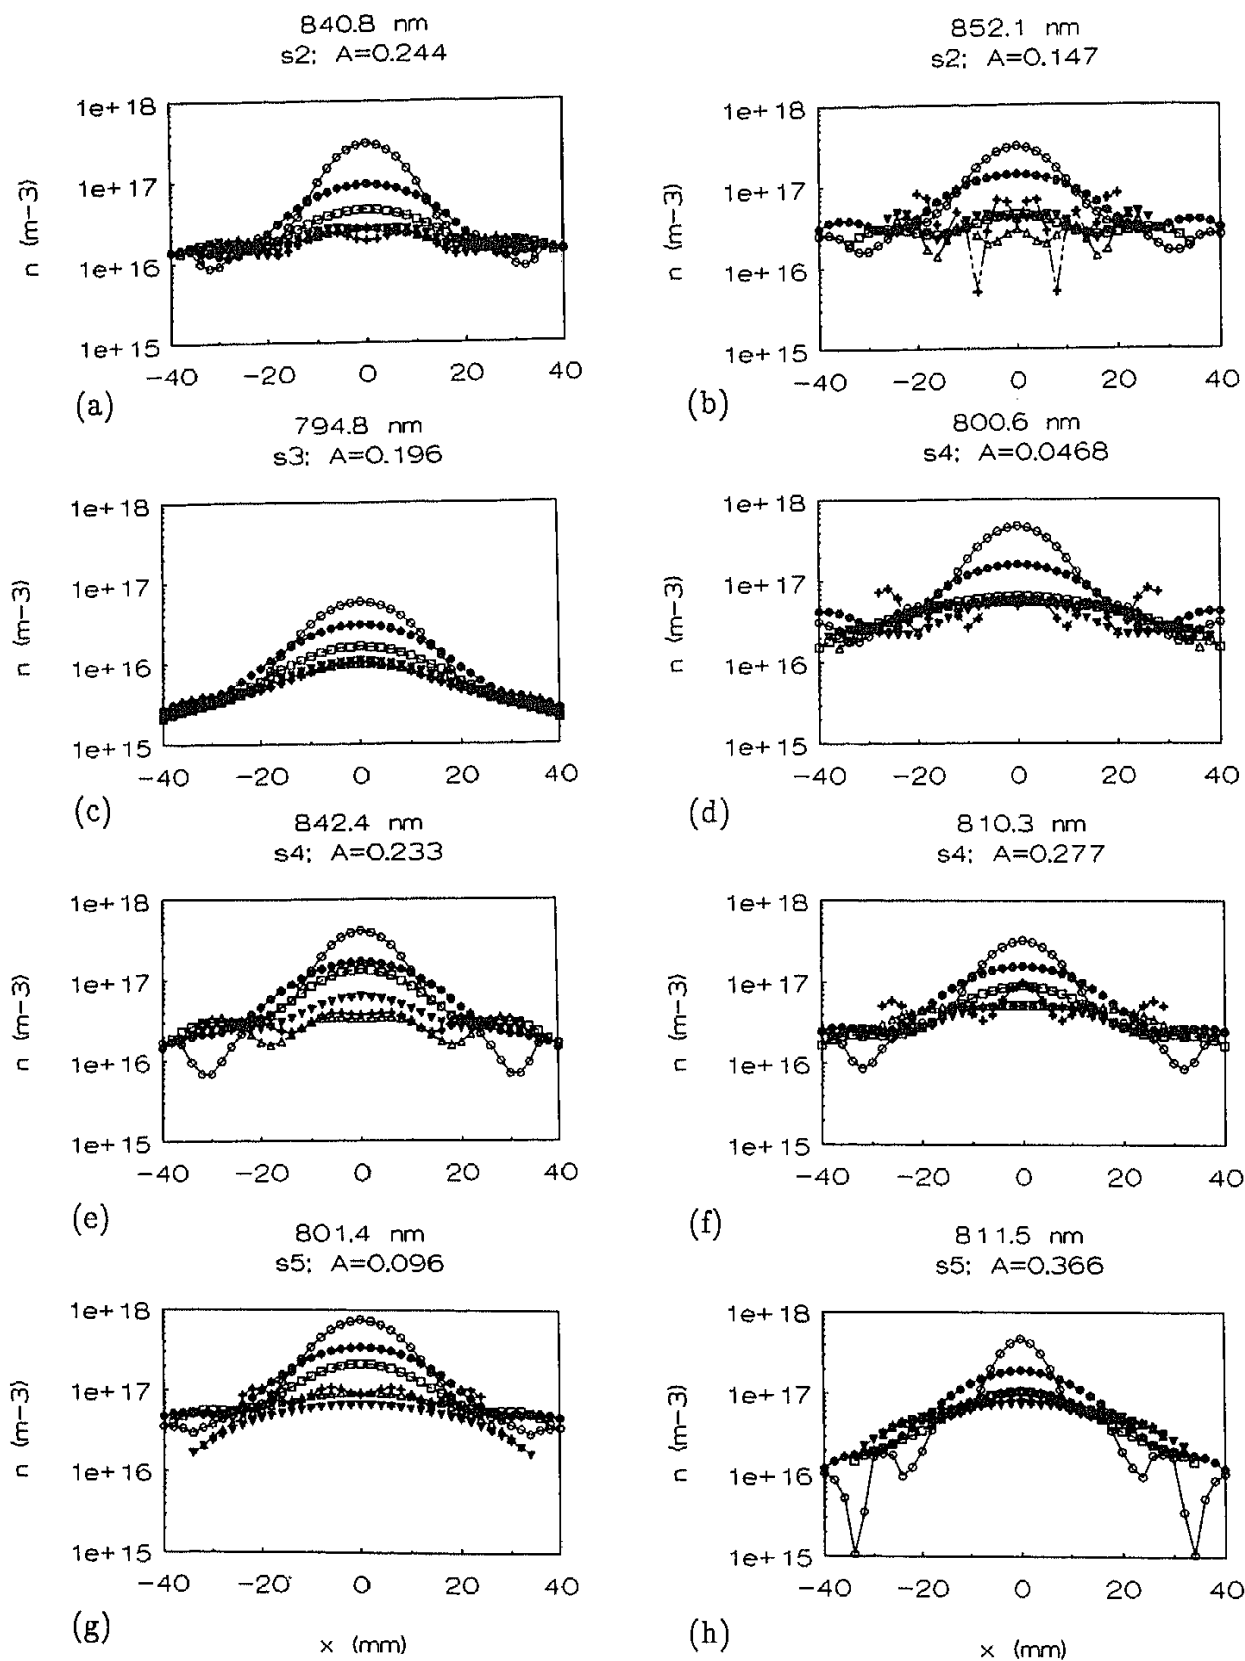 840.8 nm
s2: A=0.244
1e+18
1e+17
1e+16
1e+15
n (m-3)
-40 -20 0 20 40
(a)
852.1 nm
s2: A=0.147
1e+18
1e+17
1e+16
1e+15
n (m-3)
-40 -20 0 20 40
(b)
794.8 nm
s3: A=0.196
1e+18
1e+17
1e+16
1e+15
n (m-3)
-40 -20 0 20 40
(c)
800.6 nm
s4: A=0.0468
1e+18
1e+17
1e+16
1e+15
n (m-3)
-40 -20 0 20 40
(d)
842.4 nm
s4: A=0.233
1e+18
1e+17
1e+16
1e+15
n (m-3)
-40 -20 0 20 40
(e)
810.3 nm
s4: A=0.277
1e+18
1e+17
1e+16
1e+15
n (m-3)
-40 -20 0 20 40
(f)
801.4 nm
s5: A=0.096
1e+18
1e+17
1e+16
1e+15
n (m-3)
-40 -20 0 20 40
(g)
x (mm)
811.5 nm
s5: A=0.366
1e+18
1e+17
1e+16
1e+15
n (m-3)
-40 -20 0 20 40
(h)
x (mm)